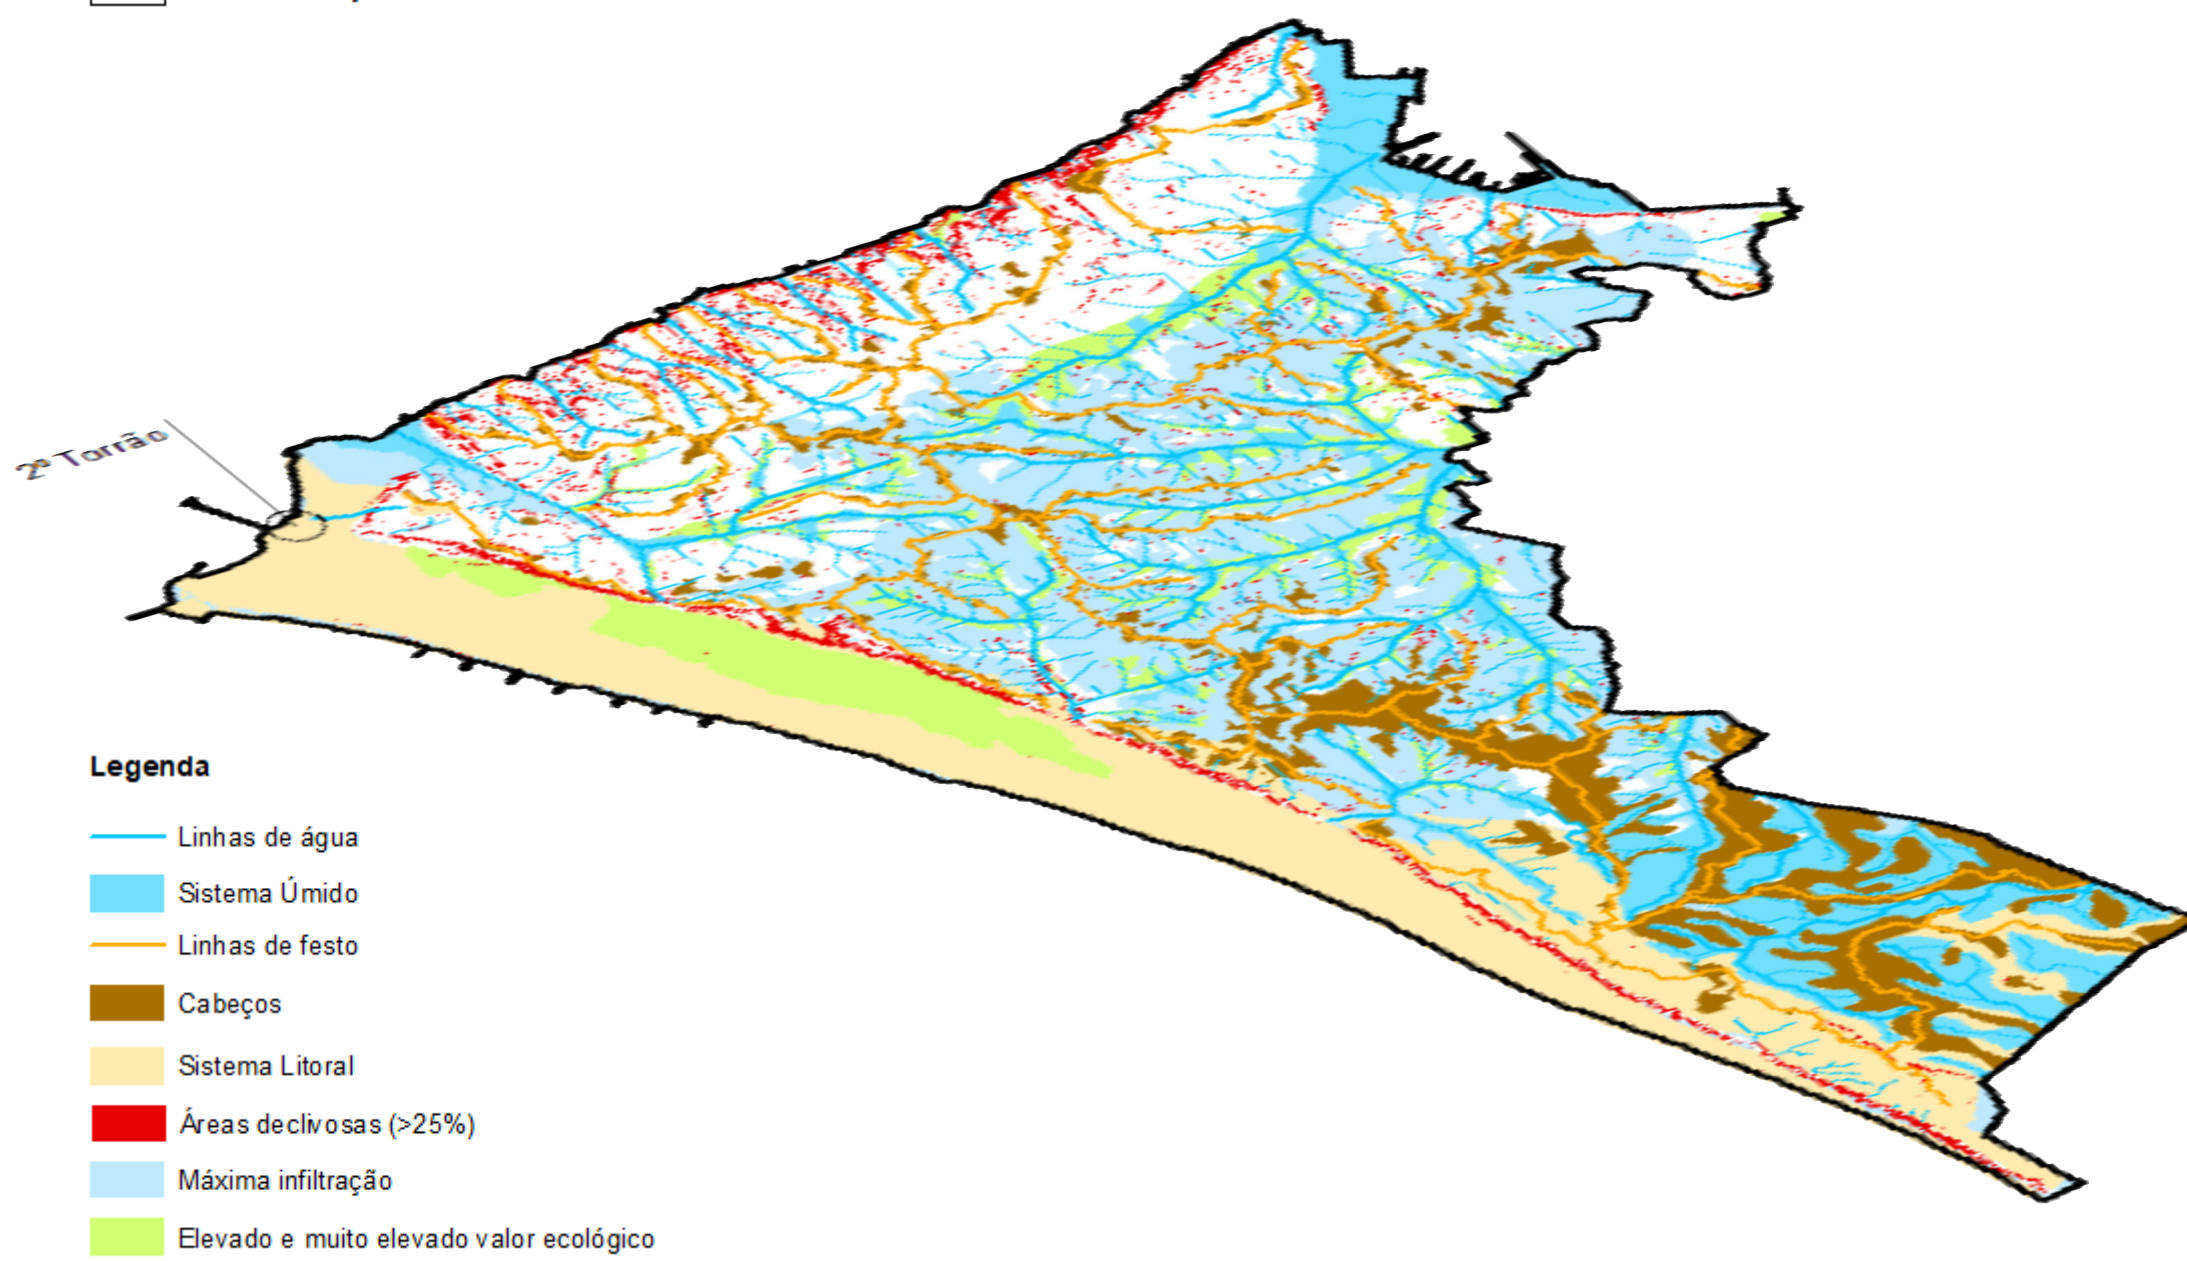 2º Torrão
Legenda
Linhas de água
Sistema Úmido
Linhas de festo
Cabeços
Sistema Litoral
Áreas declivosas (>25%)
Máxima infiltração
Elevado e muito elevado valor ecológico